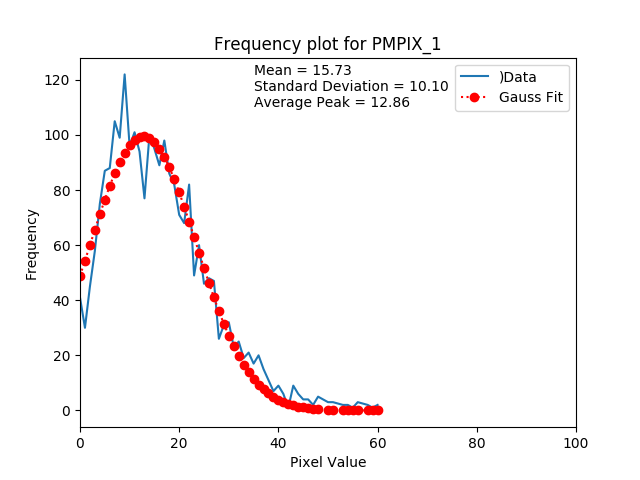 Frequency plot for PMPIX_1
Mean = 15.73
Standard Deviation = 10.10
Average Peak = 12.86
)Data
Gauss Fit
Frequency
120
100
80
60
40
20
0
0 20 40 60 80 100
Pixel Value